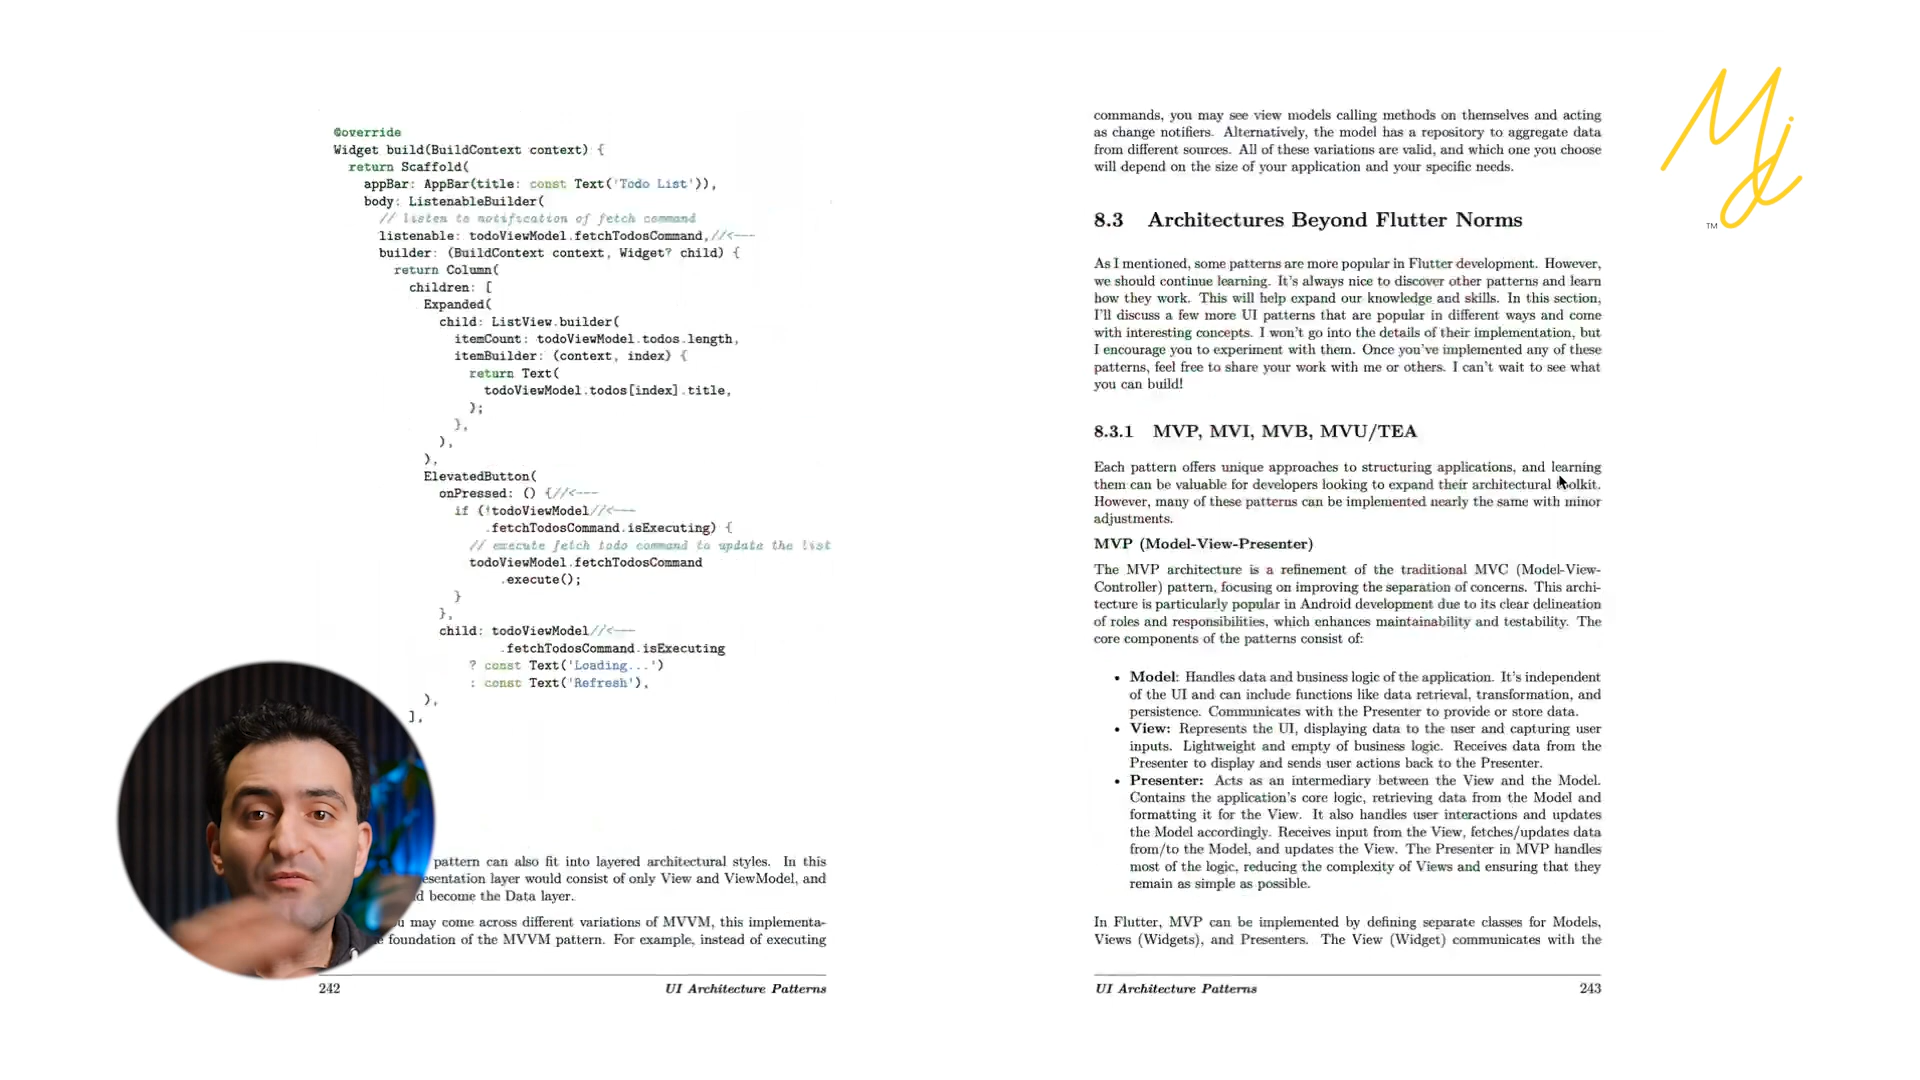 @override
Widget build(BuildContext context) {
return Scaffold(
appBar: AppBar(title: const Text('Todo List')),
body: ListenableBuilder(
// listen to notification of fetch command
listenable: todoViewModel.fetchTodosCommand,//<---
builder: (BuildContext context, Widget? child) {
return Column(
children: [
Expanded(
child: ListView.builder(
itemCount: todoViewModel.todos.length,
itemBuilder: (context, index) {
return Text(
todoViewModel.todos[index].title,
);
},
),
),
ElevatedButton(
onPressed: () {//<---
if (!todoViewModel//<---
.fetchTodosCommand.isExecuting) {
// execute fetch todo command to update the list
todoViewModel.fetchTodosCommand
.execute();
}
},
child: todoViewModel//<---
.fetchTodosCommand.isExecuting
? const Text('Loading...')
: const Text('Refresh'),
),
],
pattern can also fit into layered architectural styles. In this
layer would consist of only View and ViewModel, and
become the Data layer.
may come across different variations of MVVM, this implementa-
foundation of the MVVM pattern. For example, instead of executing
242 UI Architecture Patterns
commands, you may see view models calling methods on themselves and acting
as change notifiers. Alternatively, the model has a repository to aggregate data
from different sources. All of these variations are valid, and which one you choose
will depend on the size of your application and your specific needs.
8.3 Architectures Beyond Flutter Norms
As I mentioned, some patterns are more popular in Flutter development. However,
we should continue learning. It's always nice to discover other patterns and learn
how they work. This will help expand our knowledge and skills. In this section,
I'll discuss a few more UI patterns that are popular in different ways and come
with interesting concepts. I won't go into the details of their implementation, but
I encourage you to experiment with them. Once you've implemented any of these
patterns, feel free to share your work with me or others. I can't wait to see what
you can build!
8.3.1 MVP, MVI, MVB, MVU/TEA
Each pattern offers unique approaches to structuring applications, and learning
them can be valuable for developers looking to expand their architectural toolkit.
However, many of these patterns can be implemented nearly the same with minor
adjustments.
MVP (Model-View-Presenter)
The MVP architecture is a refinement of the traditional MVC (Model-View-
Controller) pattern, focusing on improving the separation of concerns. This archi-
tecture is particularly popular in Android development due to its clear delineation
of roles and responsibilities, which enhances maintainability and testability. The
core components of the patterns consist of:
• Model: Handles data and business logic of the application. It's independent
of the UI and can include functions like data retrieval, transformation, and
persistence. Communicates with the Presenter to provide or store data.
• View: Represents the UI, displaying data to the user and capturing user
inputs. Lightweight and empty of business logic. Receives data from the
Presenter to display and sends user actions back to the Presenter.
• Presenter: Acts as an intermediary between the View and the Model.
Contains the application's core logic, retrieving data from the Model and
formatting it for the View. It also handles user interactions and updates
the Model accordingly. Receives input from the View, fetches/updates data
from/to the Model, and updates the View. The Presenter in MVP handles
most of the logic, reducing the complexity of Views and ensuring that they
remain as simple as possible.
In Flutter, MVP can be implemented by defining separate classes for Models,
Views (Widgets), and Presenters. The View (Widget) communicates with the
UI Architecture Patterns 243
TM